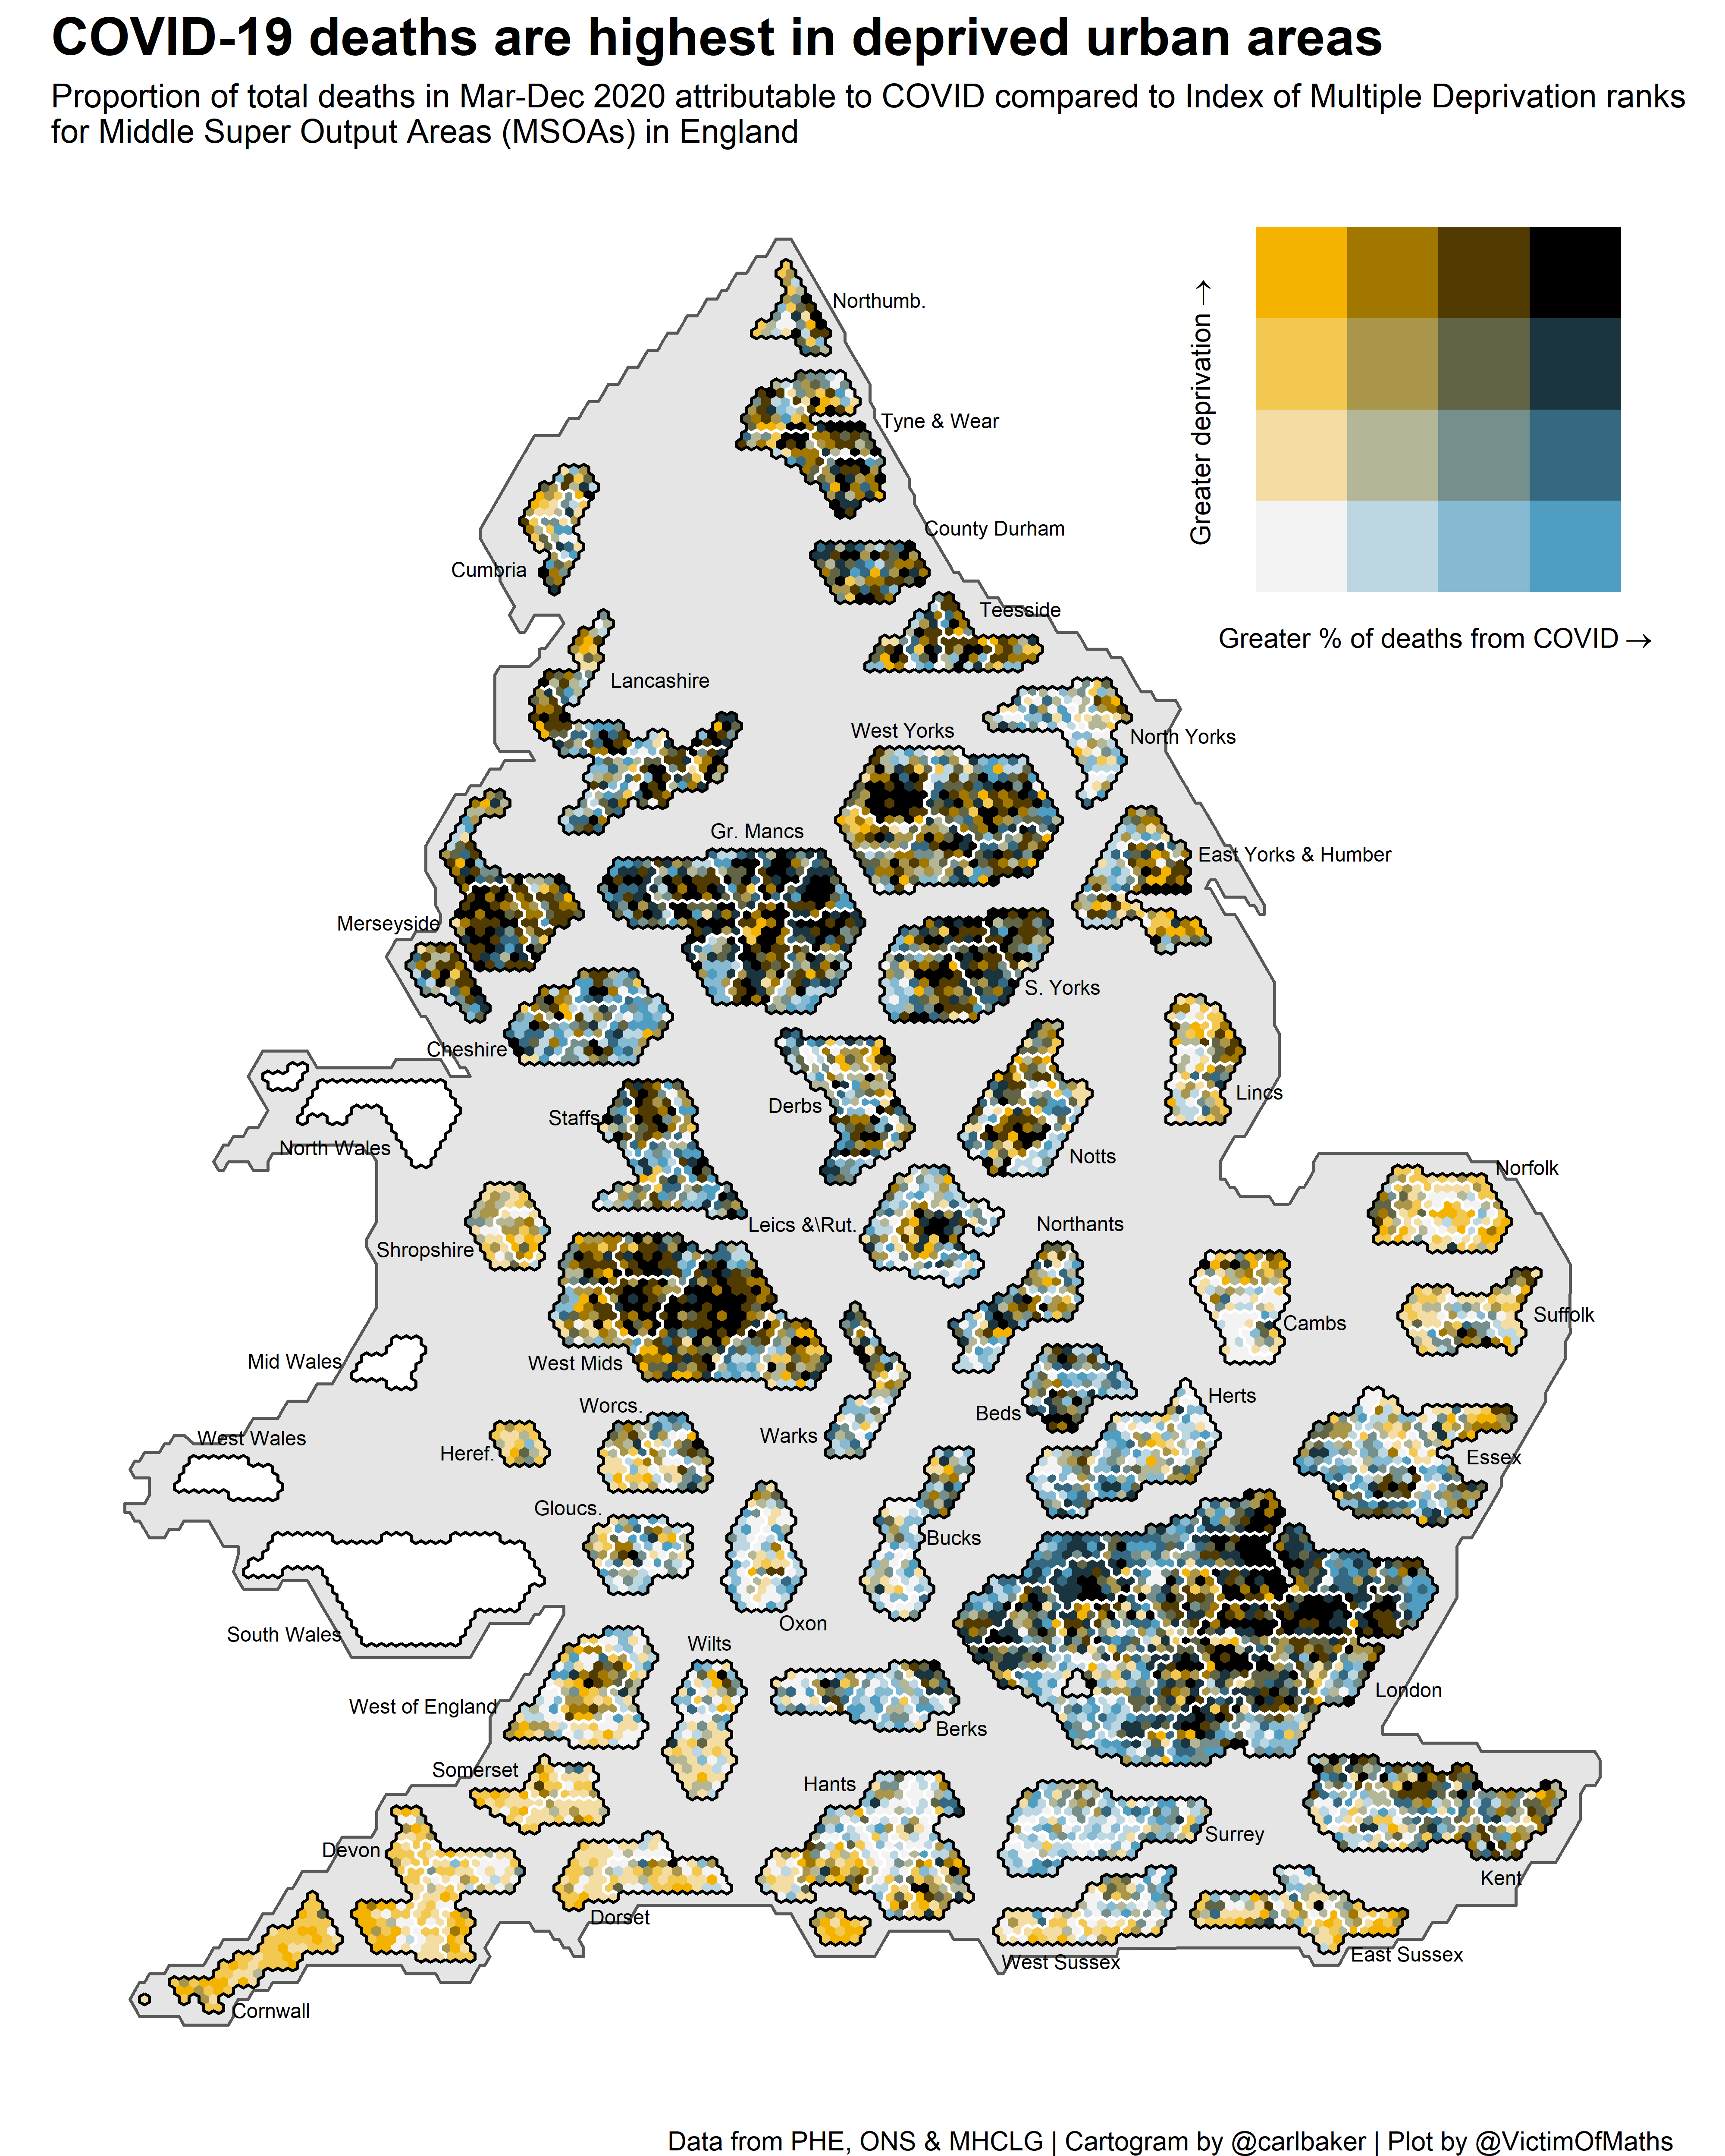 COVID-19 deaths are highest in deprived urban areas
Proportion of total deaths in Mar-Dec 2020 attributable to COVID compared to Index of Multiple Deprivation ranks
for Middle Super Output Areas (MSOAs) in England
Greater deprivation →
Greater % of deaths from COVID →
Northumb.
Tyne & Wear
County Durham
Cumbria
Teesside
Lancashire
West Yorks
North Yorks
Gr. Mancs
East Yorks & Humber
Merseyside
S. Yorks
Cheshire
Lincs
Derbs
Staffs
North Wales
Notts
Norfolk
Leics &\Rut.
Northants
Shropshire
Suffolk
Cambs
Mid Wales
West Mids
Herts
Worcs.
Beds
Warks
West Wales
Heref.
Essex
Gloucs.
Bucks
Oxon
South Wales
Wilts
London
West of England
Berks
Somerset
Hants
Surrey
Devon
Kent
Dorset
East Sussex
West Sussex
Cornwall
Data from PHE, ONS & MHCLG | Cartogram by @carlbaker | Plot by @VictimOfMaths